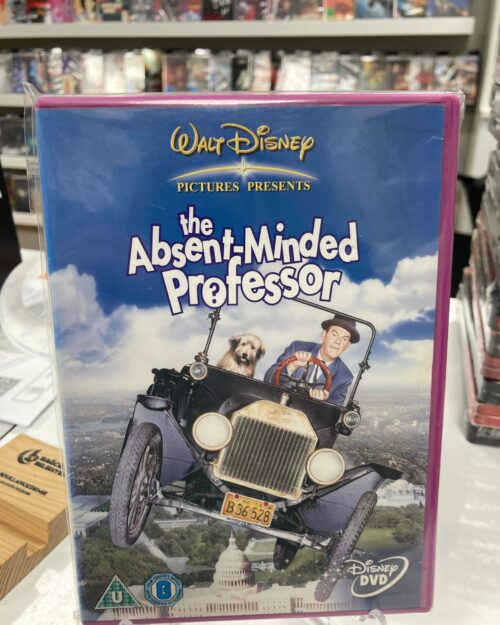 WALT DISNEY
PICTURES PRESENTS
the
Absent-Minded
Professor
B 36 528
U
DISNEY
DVD